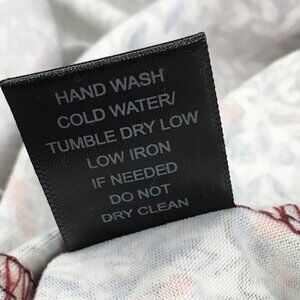 HAND WASH
COLD WATER/
TUMBLE DRY LOW
LOW IRON
IF NEEDED
DO NOT
DRY CLEAN